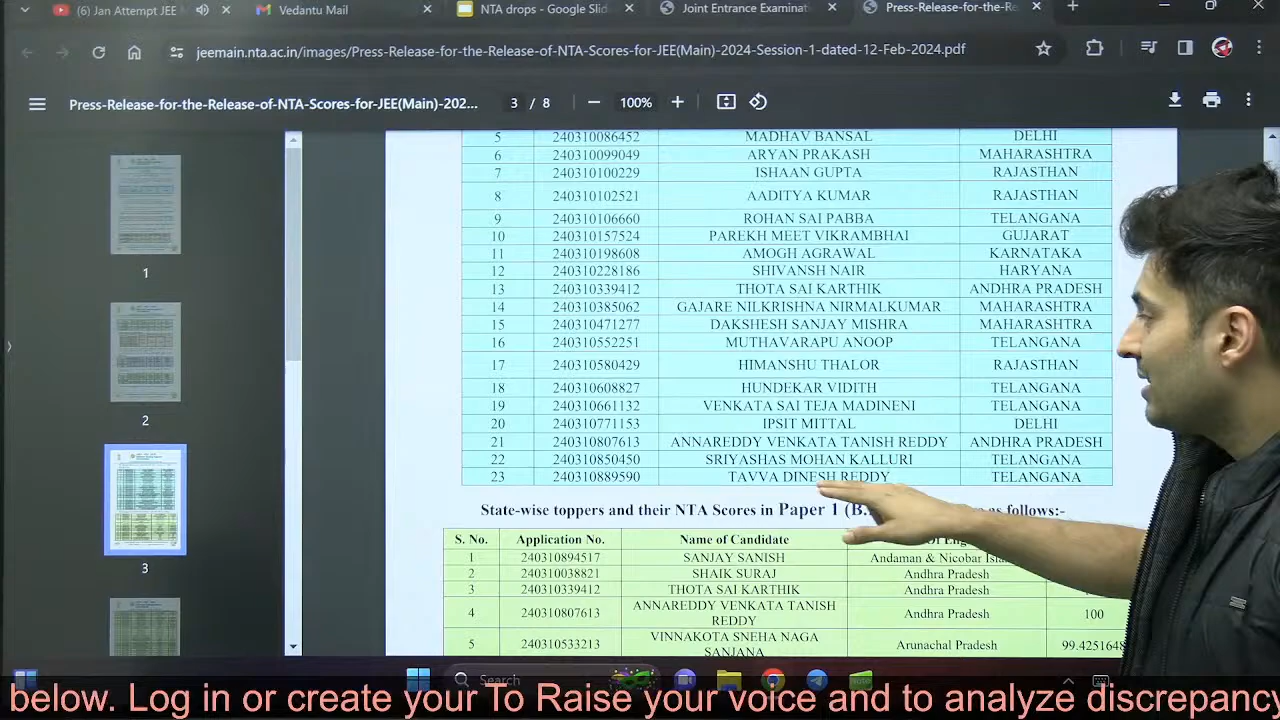 (6) Jan Attempt JEE
Vedantu Mail
NTA drops - Google Slid
Joint Entrance Examinati
Press-Release-for-the-Re
jeemain.nta.ac.in/images/Press-Release-for-the-Release-of-NTA-Scores-for-JEE(Main)-2024-Session-1-dated-12-Feb-2024.pdf
Press-Release-for-the-Release-of-NTA-Scores-for-JEE(Main)-202... 3 / 8 100%
1
2
3
5 240310086452 MADHAV BANSAL DELHI
6 240310099049 ARYAN PRAKASH MAHARASHTRA
7 240310100229 ISHAAN GUPTA RAJASTHAN
8 240310102521 AADITYA KUMAR RAJASTHAN
9 240310106660 ROHAN SAI PABBA TELANGANA
10 240310157524 PAREKH MEET VIKRAMBHAI GUJARAT
11 240310198608 AMOGH AGRAWAL KARNATAKA
12 240310228186 SHIVANSH NAIR HARYANA
13 240310339412 THOTA SAI KARTHIK ANDHRA PRADESH
14 240310385062 GAJARE NILKRISHNA NIRMALKUMAR MAHARASHTRA
15 240310471277 DAKSHESH SANJAY MISHRA MAHARASHTRA
16 240310552251 MUTHAVARAPU ANOOP TELANGANA
17 240310580429 HIMANSHU THALOR RAJASTHAN
18 240310608827 HUNDEKAR VIDITH TELANGANA
19 240310661132 VENKATA SAI TEJA MADINENI TELANGANA
20 240310771153 IPSIT MITTAL DELHI
21 240310807613 ANNAREDDY VENKATA TANISH REDDY ANDHRA PRADESH
22 240310850450 SRIYASHAS MOHAN KALLURI TELANGANA
23 240310889590 TAVVA DINESH REDDY TELANGANA
State-wise toppers and their NTA Scores in Paper 1 (B. follows:-
S. No. Application No. Name of Candidate
1 240310894517 SANJAY SANISH Andaman & Nicobar
2 240310038821 SHAIK SURAJ Andhra Pradesh
3 240310339412 THOTA SAI KARTHIK Andhra Pradesh
4 240310807613 ANNAREDDY VENKATA TANISH REDDY Andhra Pradesh 100
5 240310533213 VINNAKOTA SNEHA NAGA SANJANA Arunachal Pradesh 99.4251648
Search
below. Log in or create your To Raise your voice and to analyze discrepancy